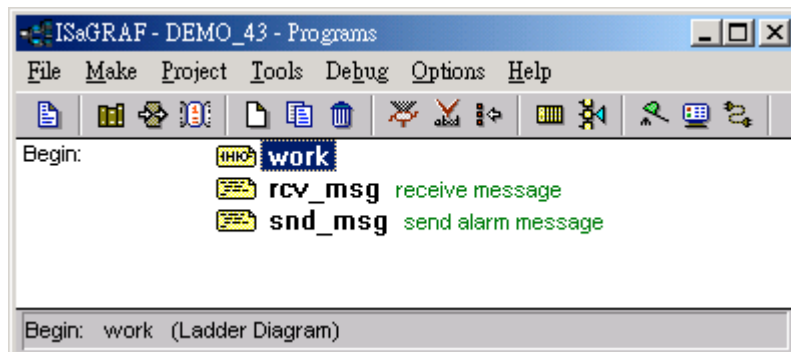 ISaGRAF - DEMO_43 - Programs
File Make Project Tools Debug Options Help
Begin: work
rcv_msg receive message
snd_msg send alarm message
Begin: work (Ladder Diagram)